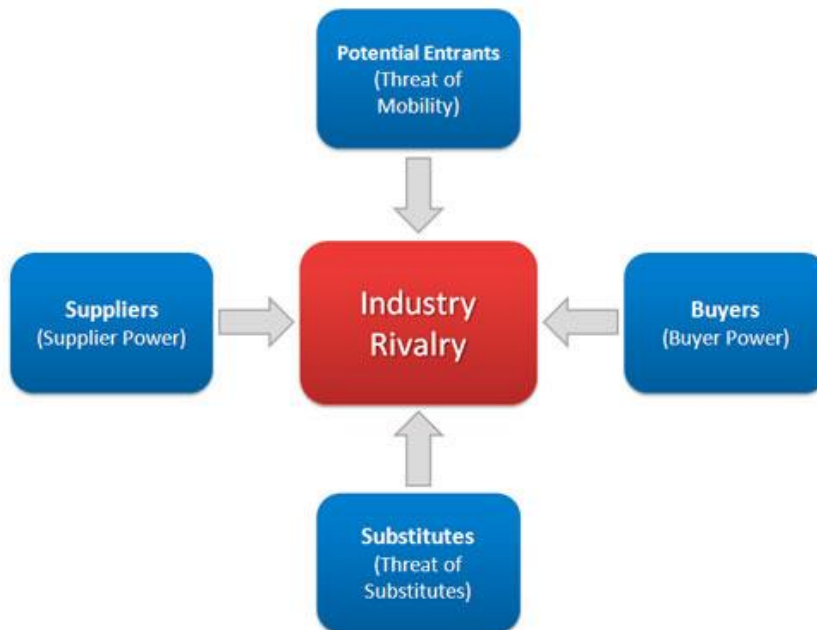 Potential Entrants
(Threat of
Mobility)
Suppliers
(Supplier Power)
Industry
Rivalry
Buyers
(Buyer Power)
Substitutes
(Threat of
Substitutes)